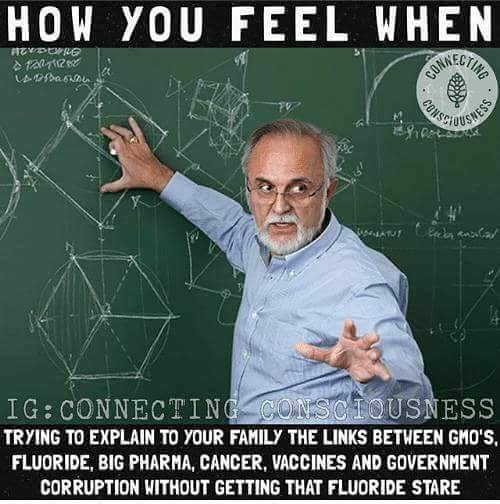 HOW YOU FEEL WHEN
CONNECTING
CONSCIOUSNESS
IG:CONNECTING CONSCIOUSNESS
TRYING TO EXPLAIN TO YOUR FAMILY THE LINKS BETWEEN GMO'S,
FLUORIDE, BIG PHARMA, CANCER, VACCINES AND GOVERNMENT
CORRUPTION WITHOUT GETTING THAT FLUORIDE STARE